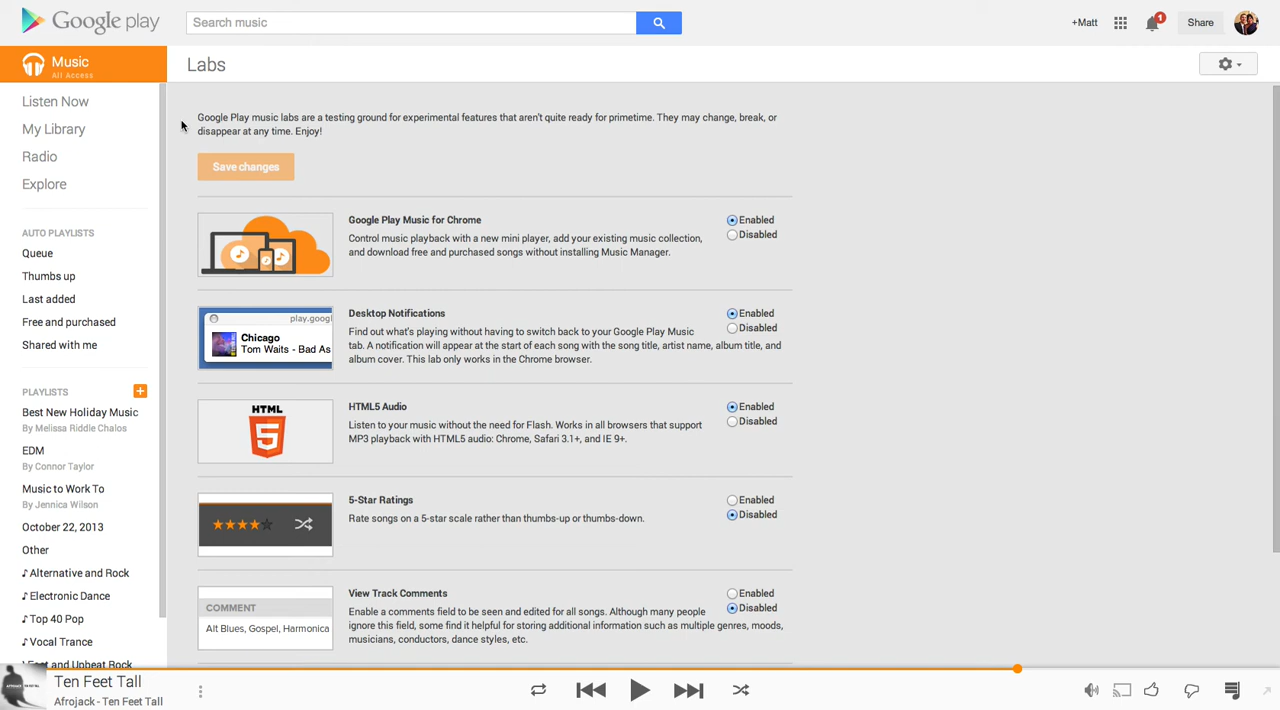 Google play
Search music
+Matt
1
Share
Music
All Access
Labs
Listen Now
My Library
Radio
Explore
AUTO PLAYLISTS
Queue
Thumbs up
Last added
Free and purchased
Shared with me
PLAYLISTS
Best New Holiday Music
By Melissa Riddie Chalos
EDM
By Connor Taylor
Music to Work To
By Jennica Wilson
October 22, 2013
Other
Alternative and Rock
Electronic Dance
Top 40 Pop
Vocal Trance
Fast and Upbeat Rock
Google Play music labs are a testing ground for experimental features that aren't quite ready for primetime. They may change, break, or
disappear at any time. Enjoy!
Save changes
Google Play Music for Chrome
Control music playback with a new mini player, add your existing music collection,
and download free and purchased songs without installing Music Manager.
Enabled
Disabled
play.googl
Chicago
Tom Waits - Bad As
Desktop Notifications
Find out what's playing without having to switch back to your Google Play Music
tab. A notification will appear at the start of each song with the song title, artist name, album title, and
album cover. This lab only works in the Chrome browser.
Enabled
Disabled
HTML
5
HTML5 Audio
Listen to your music without the need for Flash. Works in all browsers that support
MP3 playback with HTML5 audio: Chrome, Safari 3.1+, and IE 9+.
Enabled
Disabled
5-Star Ratings
Rate songs on a 5-star scale rather than thumbs-up or thumbs-down.
Enabled
Disabled
COMMENT
Alt Blues, Gospel, Harmonica
View Track Comments
Enable a comments field to be seen and edited for all songs. Although many people
ignore this field, some find it helpful for storing additional information such as multiple genres, moods,
musicians, conductors, dance styles, etc.
Enabled
Disabled
Ten Feet Tall
Afrojack - Ten Feet Tall